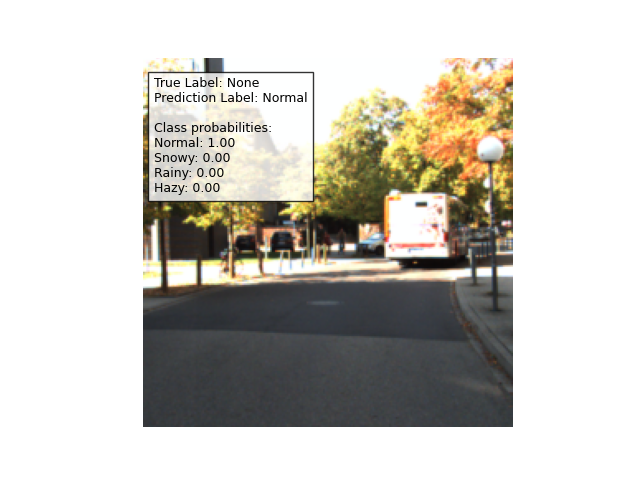 True Label: None
Prediction Label: Normal
Class probabilities:
Normal: 1.00
Snowy: 0.00
Rainy: 0.00
Hazy: 0.00